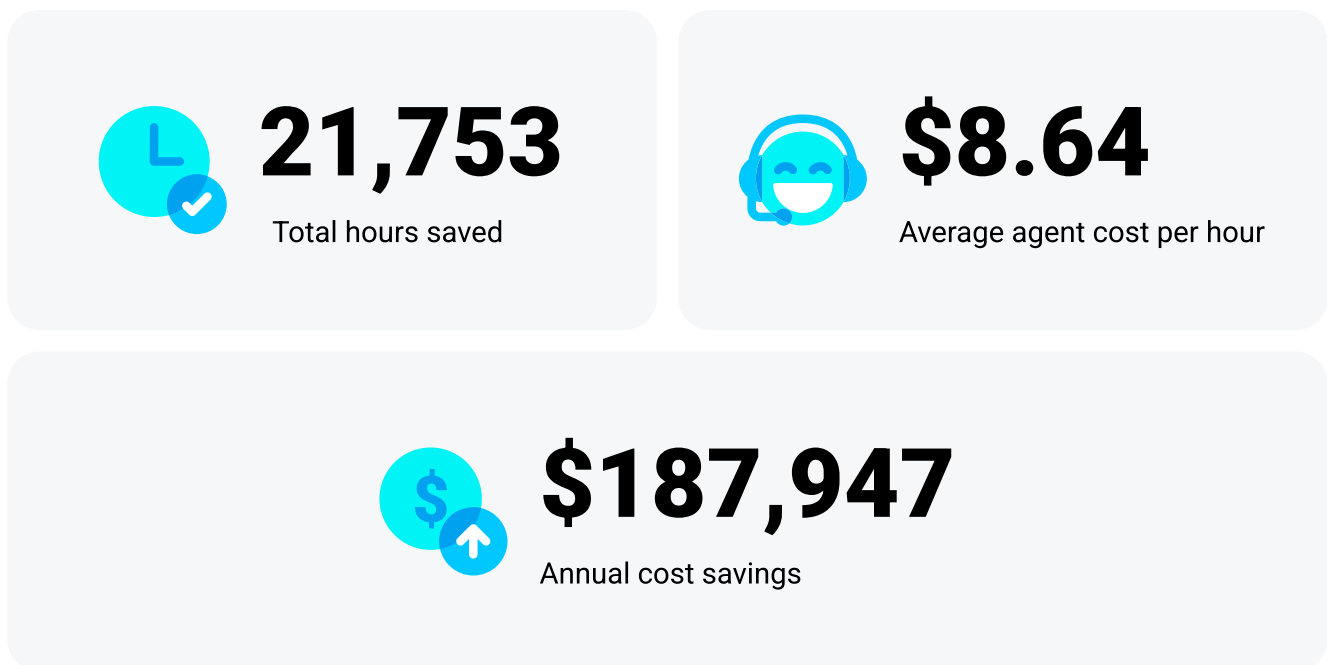 21,753
Total hours saved
$8.64
Average agent cost per hour
$
$187,947
Annual cost savings